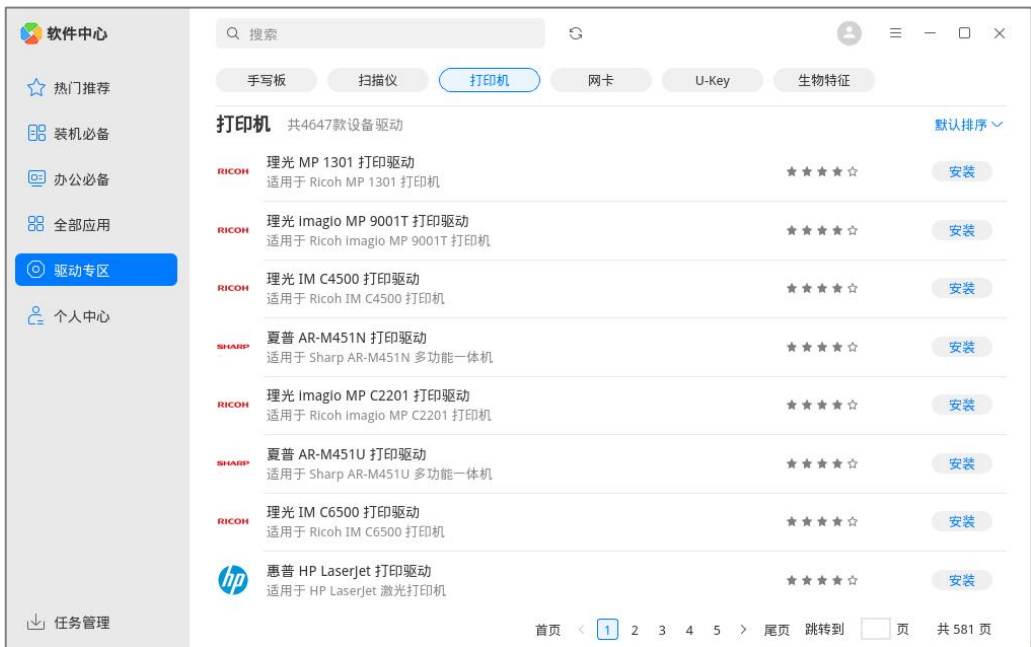 软件中心
搜索
热门推荐
装机必备
办公必备
全部应用
驱动专区
个人中心
任务管理
手写板 扫描仪 打印机 网卡 U-Key 生物特征
打印机 共4647款设备驱动 默认排序
RICOH 理光 MP 1301 打印驱动 安装
适用于 Ricoh MP 1301 打印机
RICOH 理光 imagio MP 9001T 打印驱动 安装
适用于 Ricoh imagio MP 9001T 打印机
RICOH 理光 IM C4500 打印驱动 安装
适用于 Ricoh IM C4500 打印机
SHARP 夏普 AR-M451N 打印驱动 安装
适用于 Sharp AR-M451N 多功能一体机
RICOH 理光 imagio MP C2201 打印驱动 安装
适用于 Ricoh imagio MP C2201 打印机
SHARP 夏普 AR-M451U 打印驱动 安装
适用于 Sharp AR-M451U 多功能一体机
RICOH 理光 IM C6500 打印驱动 安装
适用于 Ricoh IM C6500 打印机
hp 惠普 HP LaserJet 打印驱动 安装
适用于 HP LaserJet 激光打印机
首页 < 1 2 3 4 5 > 尾页 跳转到 页 共 581 页